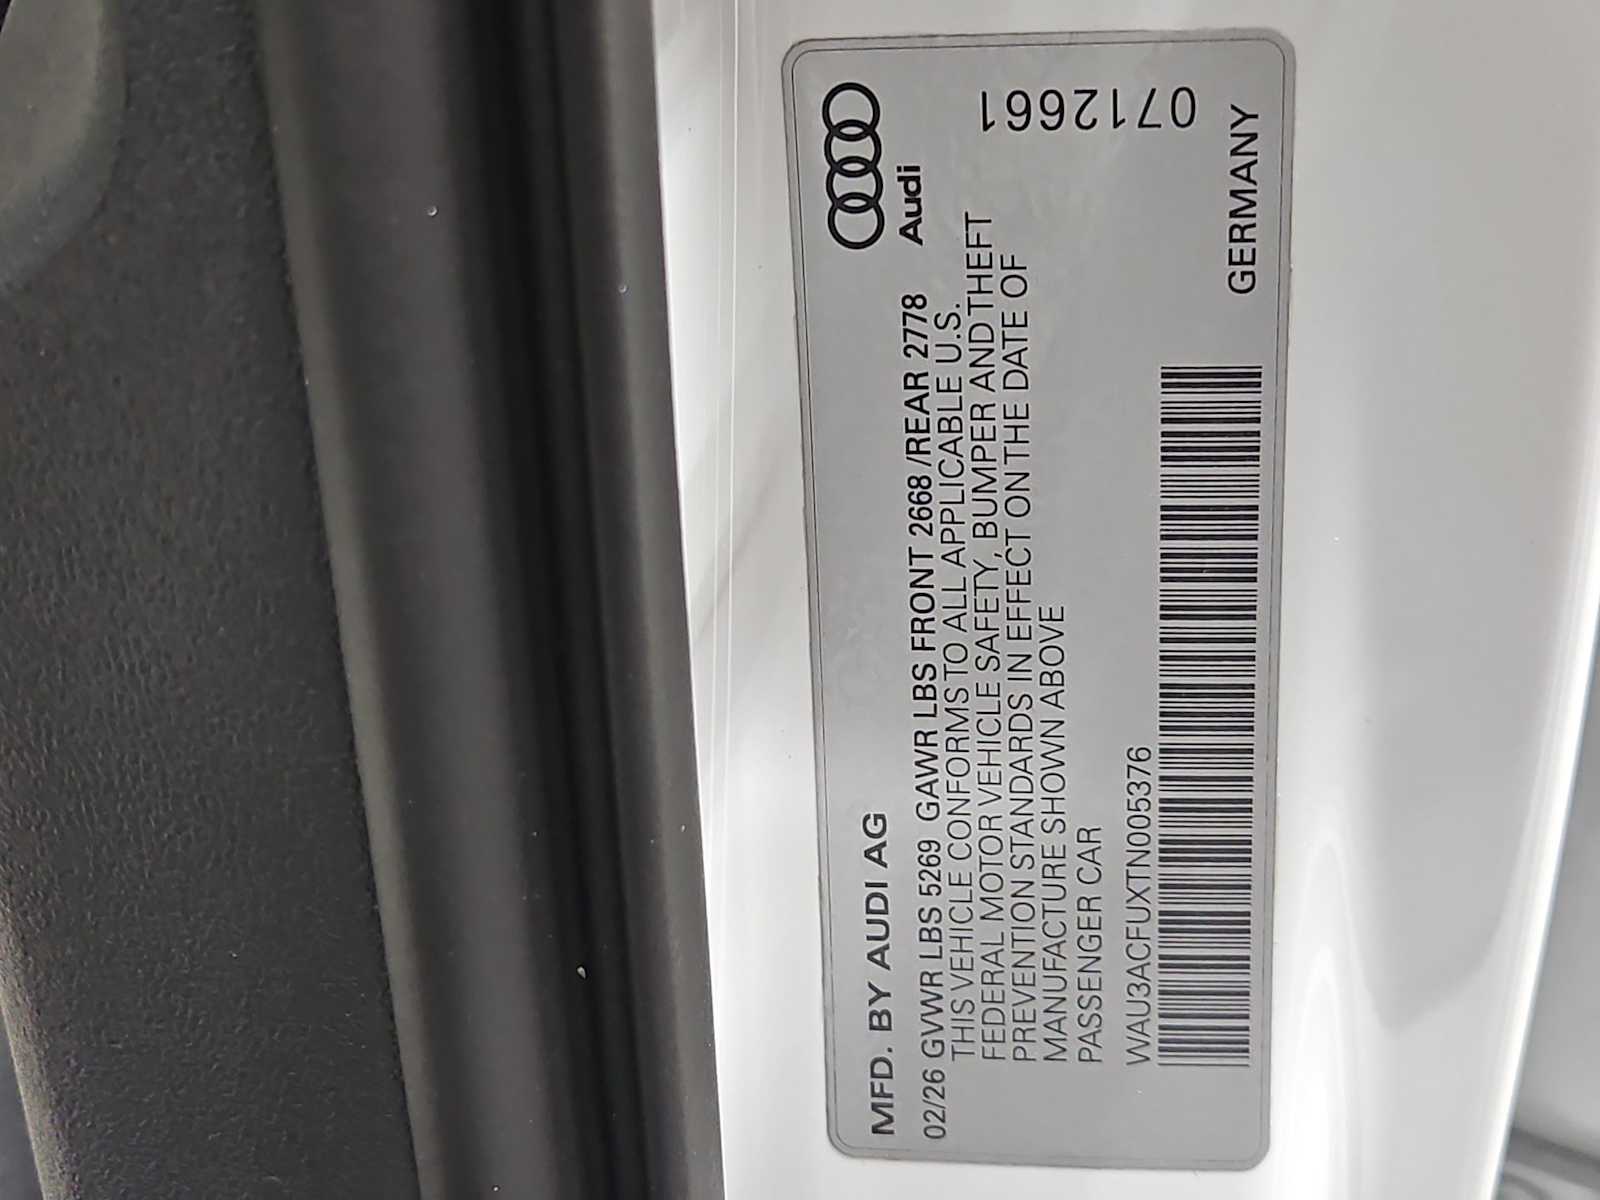 MFD. BY AUDI AG
Audi
02/26 GVWR LBS 5269 GAWR LBS FRONT 2668 /REAR 2778
THIS VEHICLE CONFORMS TO ALL APPLICABLE U.S.
FEDERAL MOTOR VEHICLE SAFETY, BUMPER AND THEFT
PREVENTION STANDARDS IN EFFECT ON THE DATE OF
MANUFACTURE SHOWN ABOVE
PASSENGER CAR
0712661
WAU3ACFUXTN005376
GERMANY